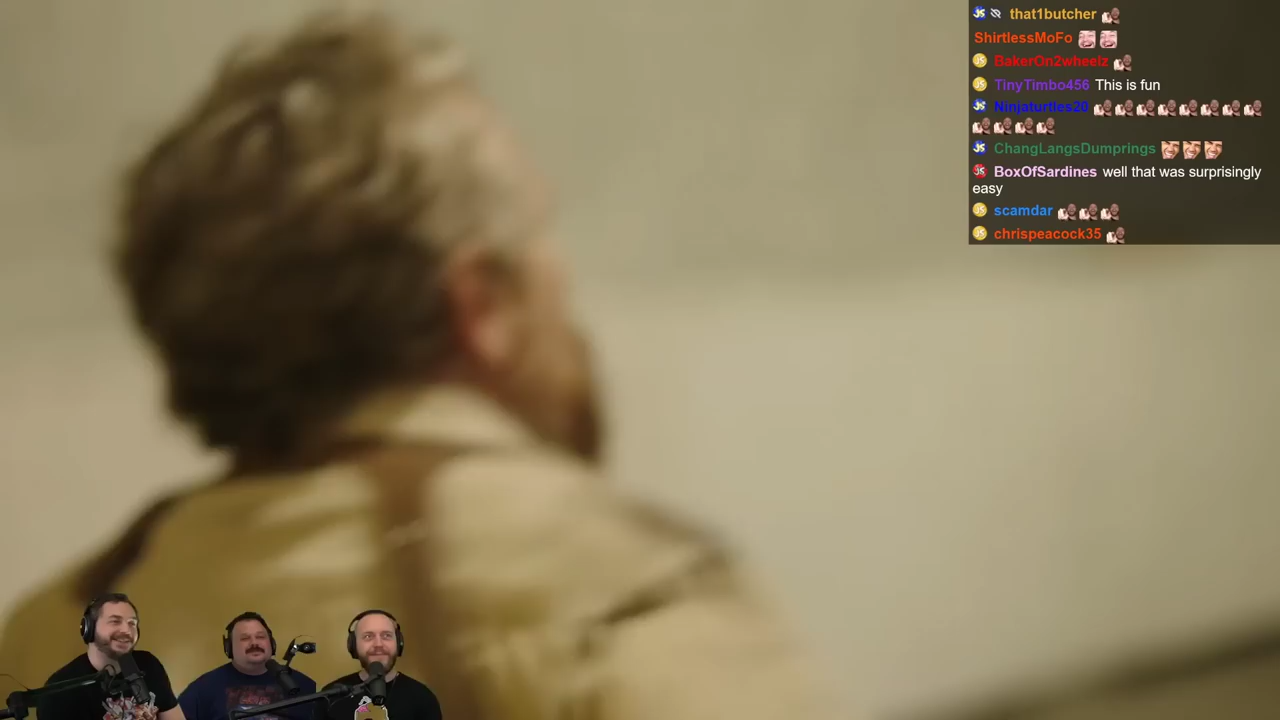 that1butcher
ShirtlessMoFo
BakerOn2wheelz
TinyTimbo456 This is fun
Ninjaturtles20
ChangLangsDumprings
BoxOfSardines well that was surprisingly
easy
scamdar
chrispeacock35